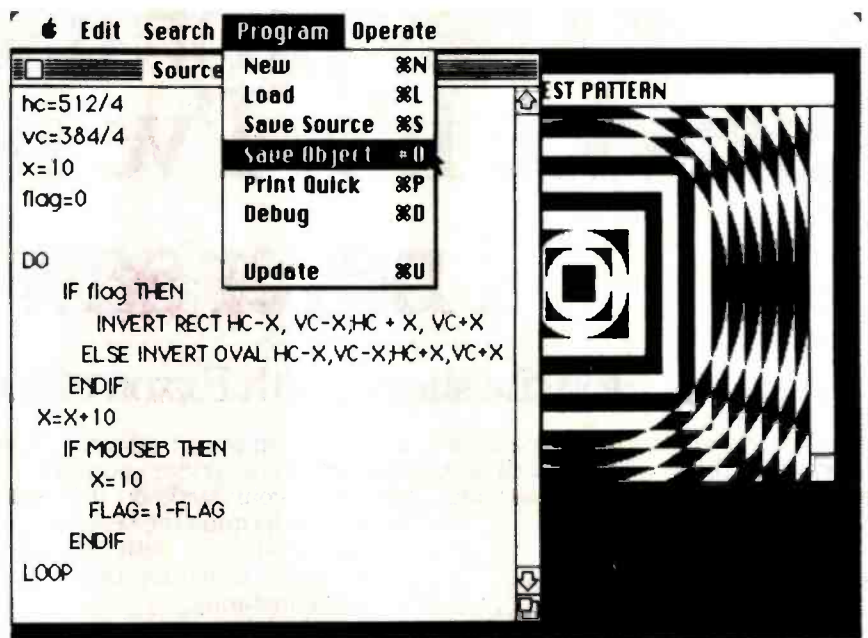 Edit Search Program Operate
Source
New ⌘N
Load ⌘L
Save Source ⌘S
Save Object ⌘O
Print Quick ⌘P
Debug ⌘D
Update ⌘U
hc=512/4
vc=384/4
x=10
flag=0
DO
IF flag THEN
INVERT RECT HC-X, VC-X;HC + X, VC+X
ELSE INVERT OVAL HC-X,VC-X;HC+X,VC+X
ENDIF
X=X+10
IF MOUSEB THEN
X=10
FLAG=1-FLAG
ENDIF
LOOP
EST PATTERN